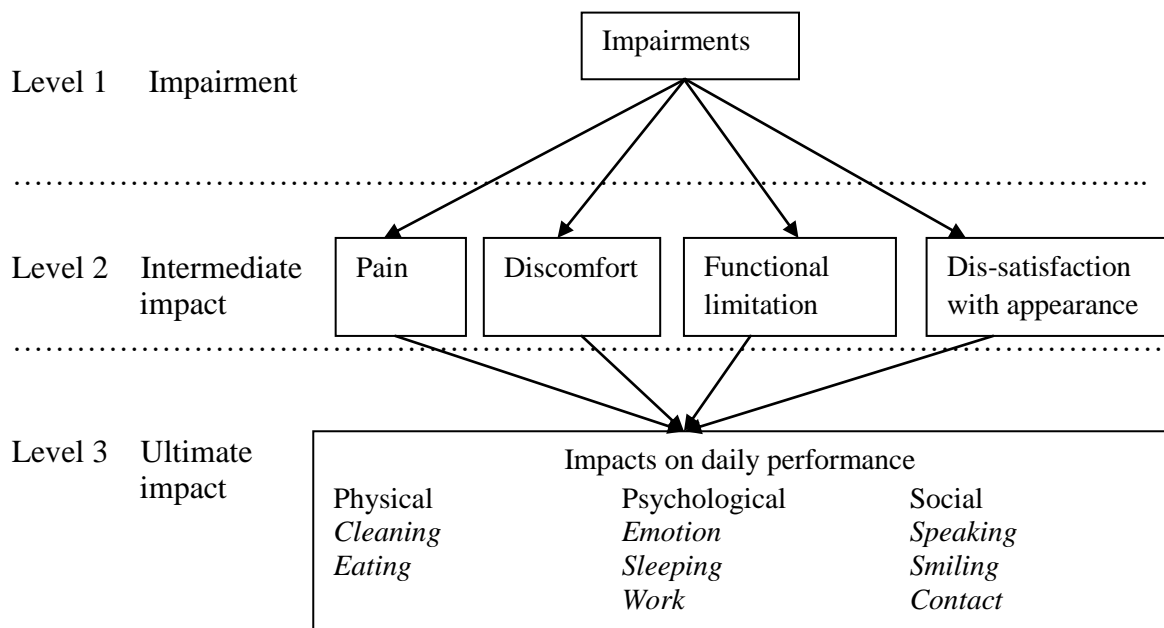 Impairments
Level 1 Impairment
Level 2 Intermediate
impact
Pain
Discomfort
Functional
limitation
Dis-satisfaction
with appearance
Level 3 Ultimate
impact
Impacts on daily performance
Physical Psychological Social
Cleaning Emotion Speaking
Eating Sleeping Smiling
Work Contact